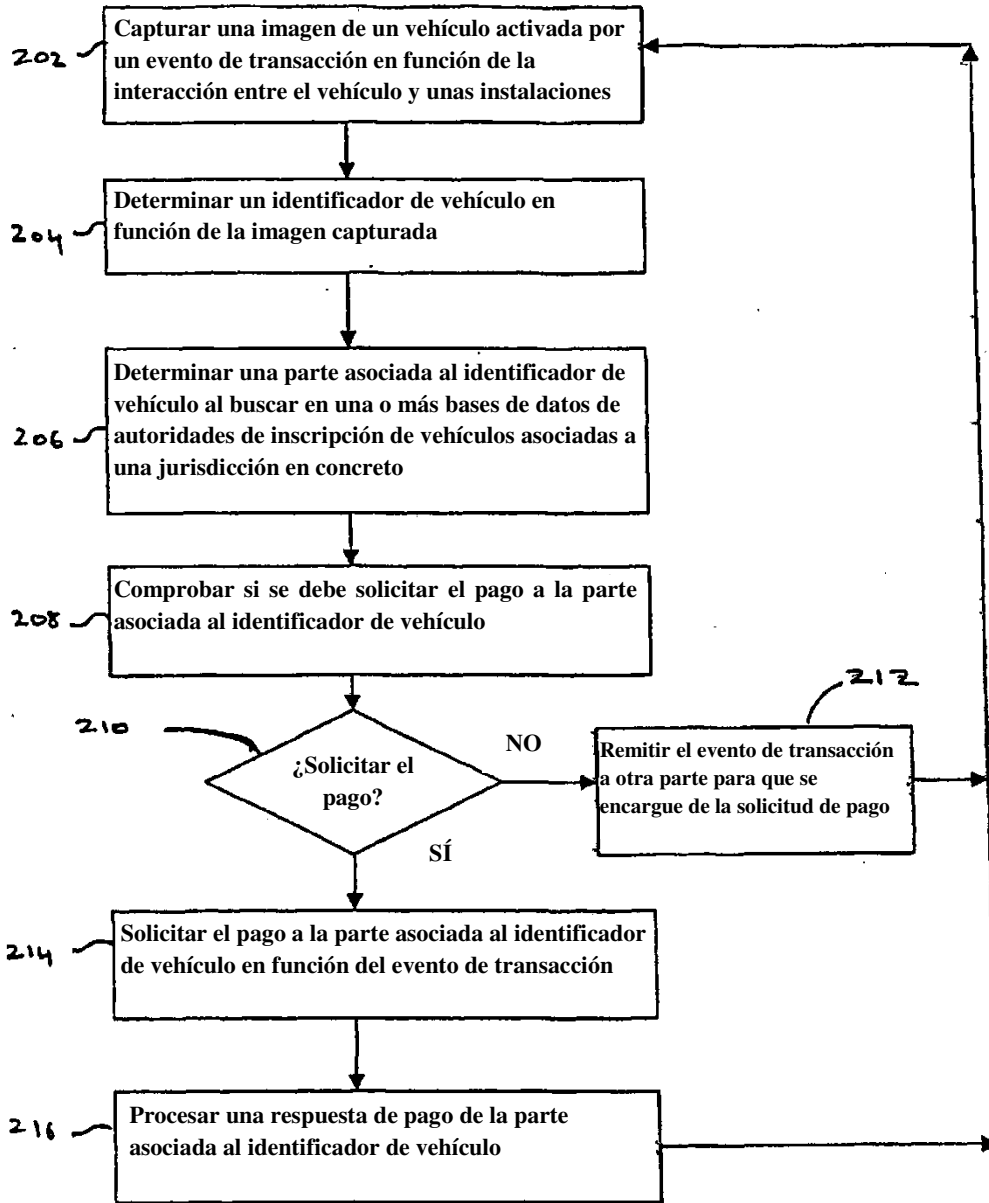 202
Capturar una imagen de un vehículo activada por
un evento de transacción en función de la
interacción entre el vehículo y unas instalaciones
204
Determinar un identificador de vehículo en
función de la imagen capturada
206
Determinar una parte asociada al identificador de
vehículo al buscar en una o más bases de datos de
autoridades de inscripción de vehículos asociadas a
una jurisdicción en concreto
208
Comprobar si se debe solicitar el pago a la parte
asociada al identificador de vehículo
210
¿Solicitar el
pago?
NO
SÍ
212
Remitir el evento de transacción
a otra parte para que se
encargue de la solicitud de pago
214
Solicitar el pago a la parte asociada al identificador
de vehículo en función del evento de transacción
216
Procesar una respuesta de pago de la parte
asociada al identificador de vehículo